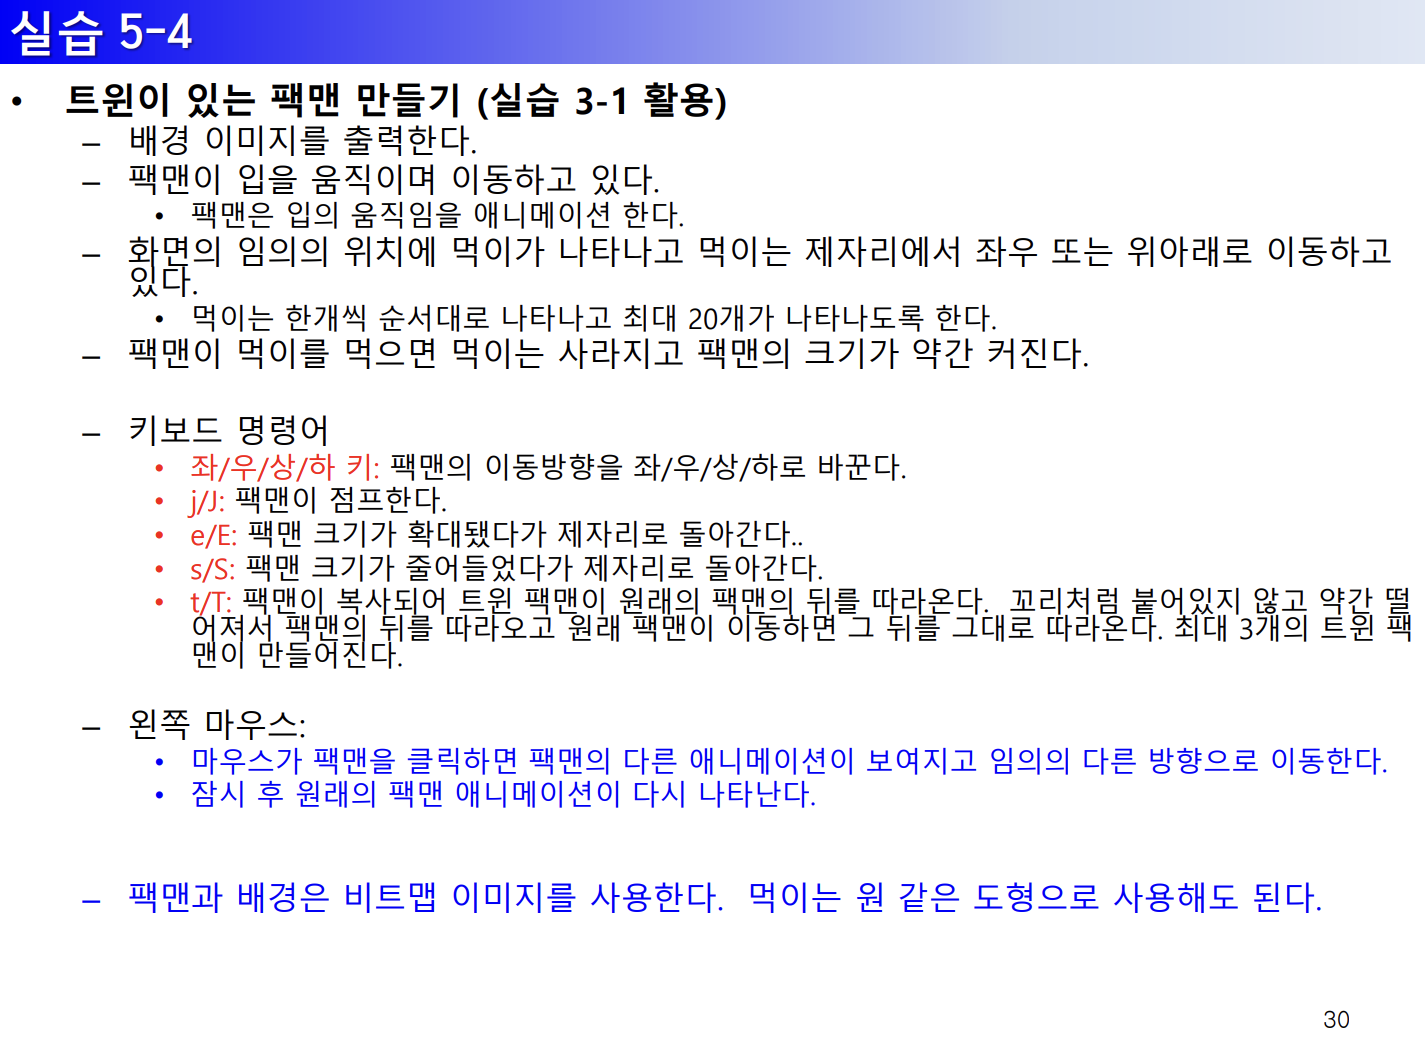 실습 5-4
• 트윈이 있는 팩맨 만들기 (실습 3-1 활용)
– 배경 이미지를 출력한다.
– 팩맨이 입을 움직이며 이동하고 있다.
• 팩맨은 입의 움직임을 애니메이션 한다.
– 화면의 임의의 위치에 먹이가 나타나고 먹이는 제자리에서 좌우 또는 위아래로 이동하고
있다.
• 먹이는 한개씩 순서대로 나타나고 최대 20개가 나타나도록 한다.
– 팩맨이 먹이를 먹으면 먹이는 사라지고 팩맨의 크기가 약간 커진다.
– 키보드 명령어
• 좌/우/상/하 키: 팩맨의 이동방향을 좌/우/상/하로 바꾼다.
• j/J: 팩맨이 점프한다.
• e/E: 팩맨 크기가 확대됐다가 제자리로 돌아간다..
• s/S: 팩맨 크기가 줄어들었다가 제자리로 돌아간다.
• t/T: 팩맨이 복사되어 트윈 팩맨이 원래의 팩맨의 뒤를 따라온다. 꼬리처럼 붙어있지 않고 약간 떨
어져서 팩맨의 뒤를 따라오고 원래 팩맨이 이동하면 그 뒤를 그대로 따라온다. 최대 3개의 트윈 팩
맨이 만들어진다.
– 왼쪽 마우스:
• 마우스가 팩맨을 클릭하면 팩맨의 다른 애니메이션이 보여지고 임의의 다른 방향으로 이동한다.
• 잠시 후 원래의 팩맨 애니메이션이 다시 나타난다.
– 팩맨과 배경은 비트맵 이미지를 사용한다. 먹이는 원 같은 도형으로 사용해도 된다.
30